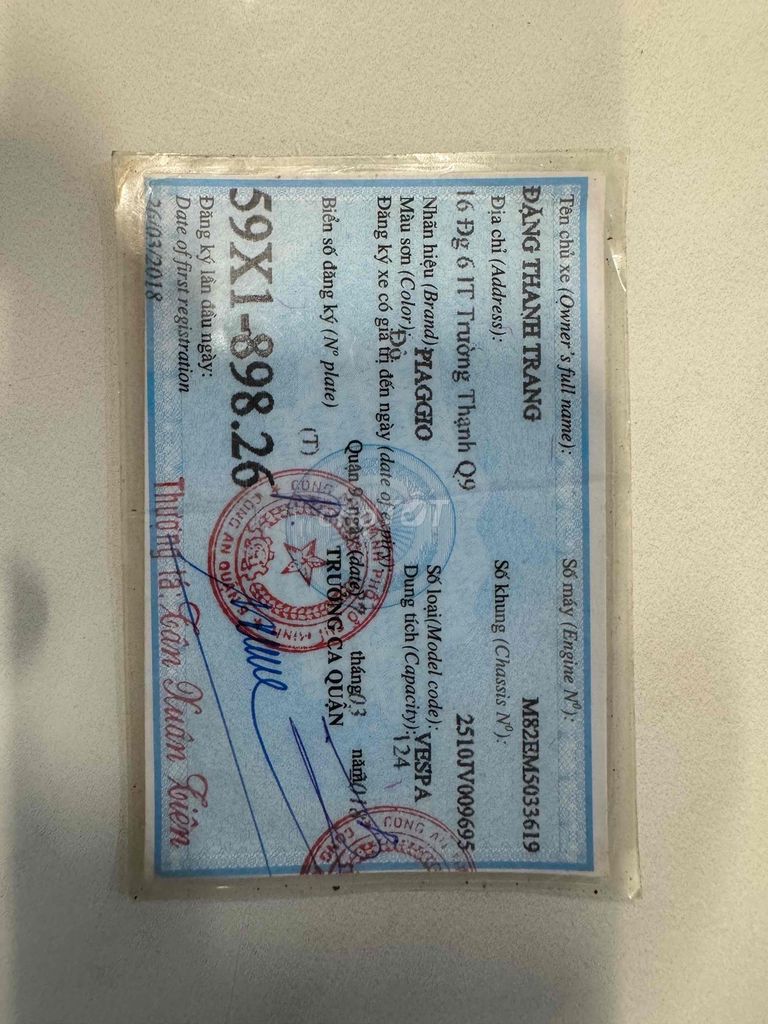 Tên chủ xe (Owner's full name):
ĐẶNG THANH TRANG
Số máy (Engine Nº):
M82EM5033619
Địa chỉ (Address):
Số khung (Chassis Nº):
16 Đg 6 IT Trường Thạnh Q9
2510JV009695
Nhãn hiệu (Brand): PIAGGIO
Số loại(Model code): VESPA
Màu sơn (Color): Đỏ
Dung tích (Capacity): 124
Đăng ký xe có giá trị đến ngày (date of
Biển số đăng ký (Nº plate)
Quận 9, ngày (date)
tháng 03
(T)
TRƯỞNG CA QUẬN
59X1-898.26
Đăng ký lần đầu ngày:
Date of first registration
26/03/2018
Thượng tá: Trần Xuân
CÔNG AN